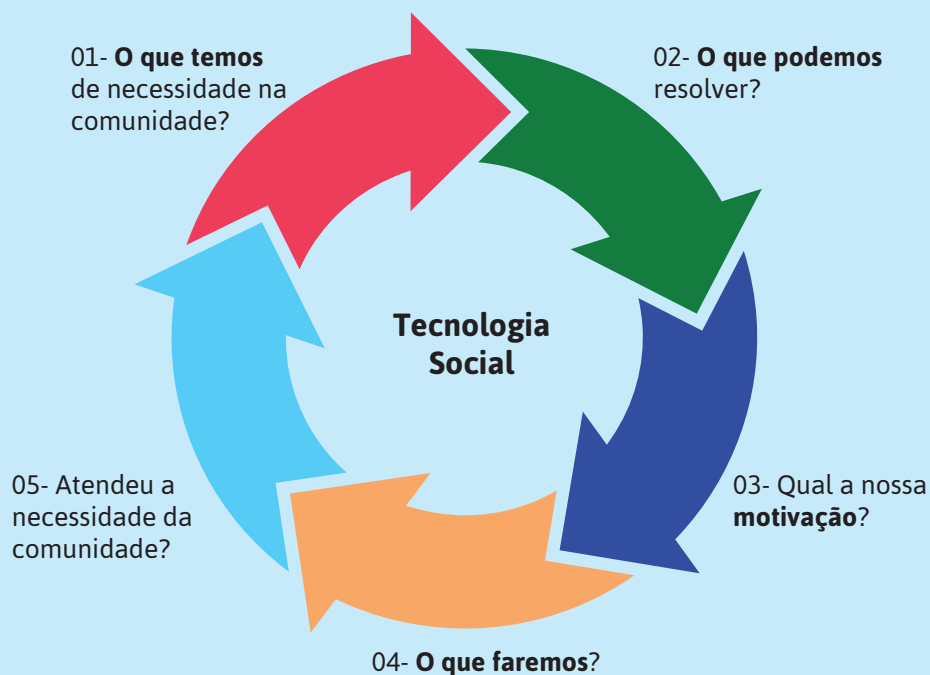 01- O que temos
de necessidade na
comunidade?
02- O que podemos
resolver?
Tecnologia
Social
03- Qual a nossa
motivação?
04- O que faremos?
05- Atendeu a
necessidade da
comunidade?